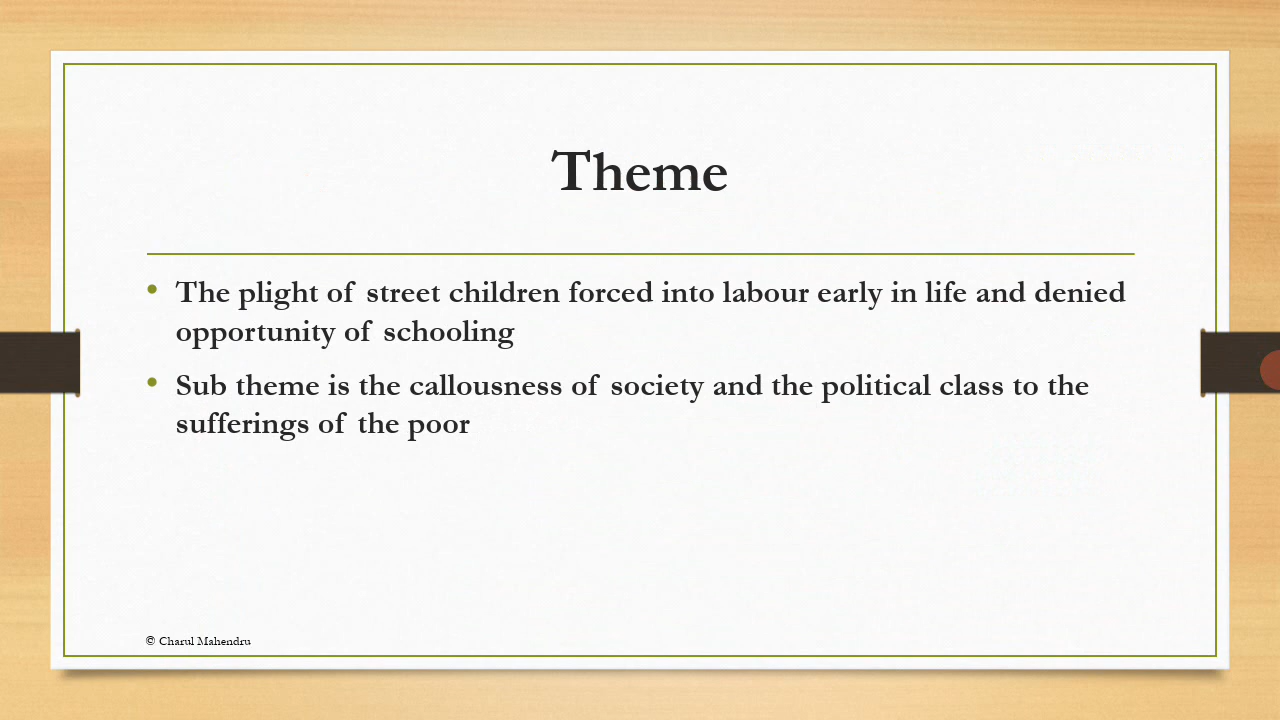 Theme
• The plight of street children forced into labour early in life and denied
opportunity of schooling
• Sub theme is the callousness of society and the political class to the
sufferings of the poor
© Charul Mahendru